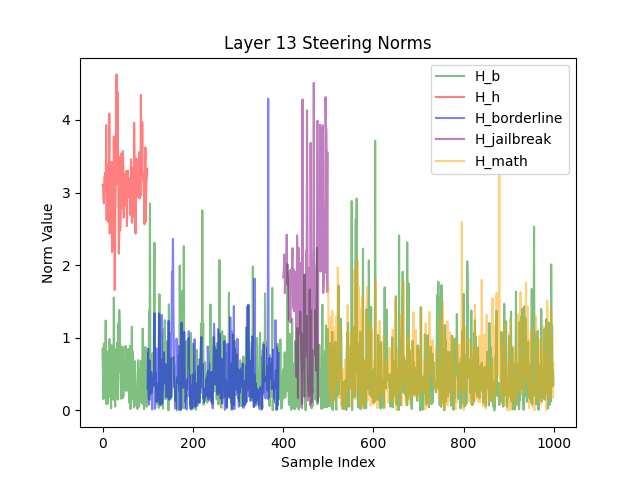 Layer 13 Steering Norms
H_b
H_h
H_borderline
H_jailbreak
H_math
Norm Value
4
3
2
1
0
0
200
400
600
800
1000
Sample Index